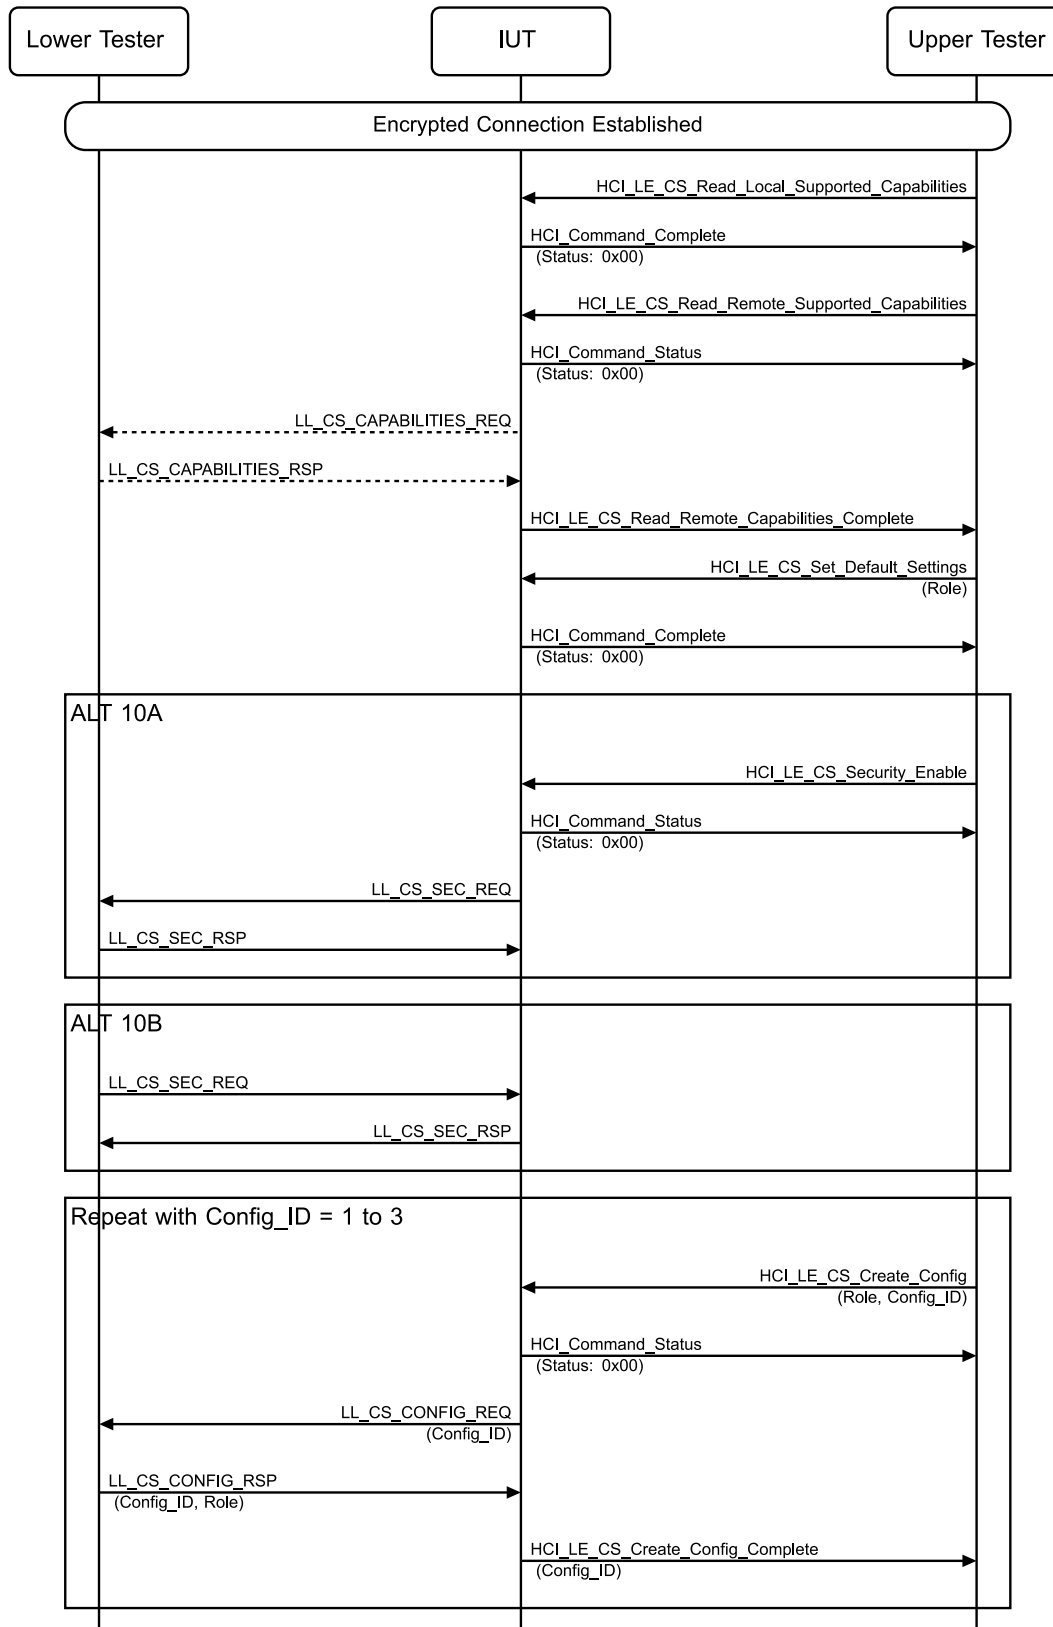 Lower Tester
IUT
Upper Tester
Encrypted Connection Established
HCI_LE_CS_Read_Local_Supported_Capabilities
HCI_Command_Complete
(Status: 0x00)
HCI_LE_CS_Read_Remote_Supported_Capabilities
HCI_Command_Status
(Status: 0x00)
LL_CS_CAPABILITIES_REQ
LL_CS_CAPABILITIES_RSP
HCI_LE_CS_Read_Remote_Capabilities_Complete
HCI_LE_CS_Set_Default_Settings
(Role)
HCI_Command_Complete
(Status: 0x00)
ALT 10A
HCI_LE_CS_Security_Enable
HCI_Command_Status
(Status: 0x00)
LL_CS_SEC_REQ
LL_CS_SEC_RSP
ALT 10B
LL_CS_SEC_REQ
LL_CS_SEC_RSP
Repeat with Config_ID = 1 to 3
HCI_LE_CS_Create_Config
(Role, Config_ID)
HCI_Command_Status
(Status: 0x00)
LL_CS_CONFIG_REQ
(Config_ID)
LL_CS_CONFIG_RSP
(Config_ID, Role)
HCI_LE_CS_Create_Config_Complete
(Config_ID)